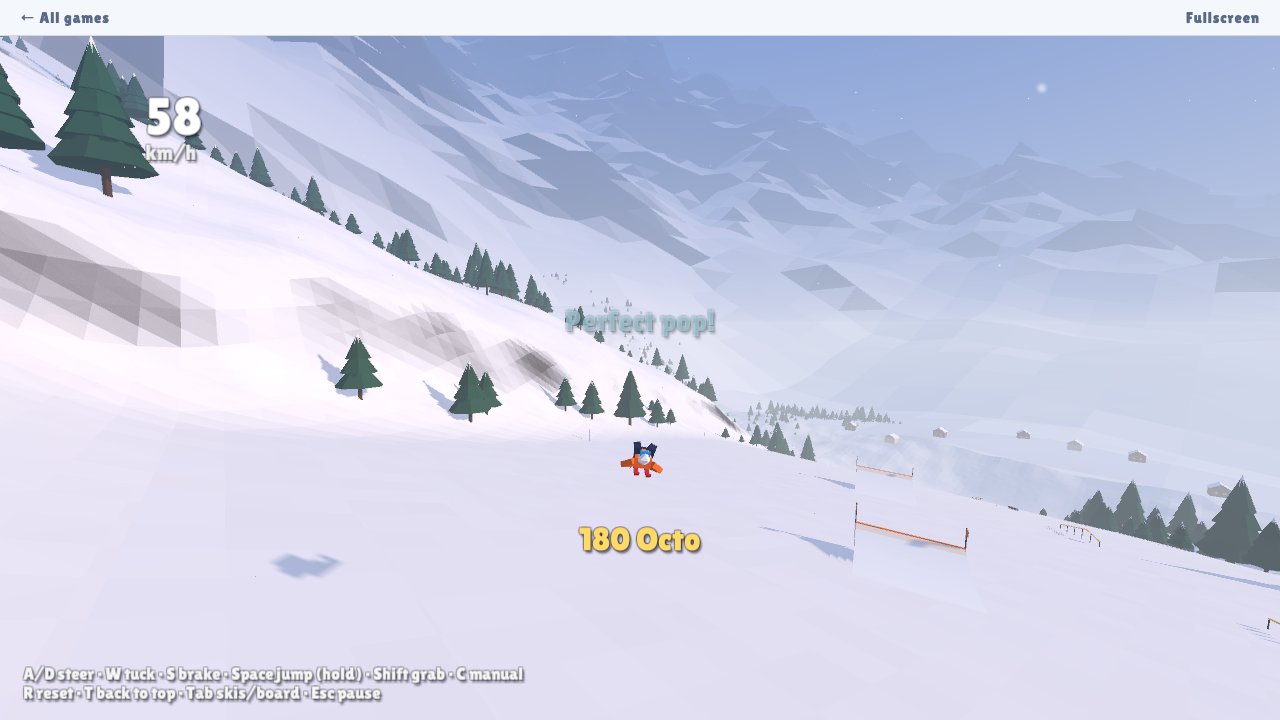 ← All games
Fullscreen
58
km/h
Perfect pop!
180 Octo
A/D steer · W tuck · S brake · Space jump (hold) · Shift grab · C manual
R reset · T back to top · Tab skis/board · Esc pause